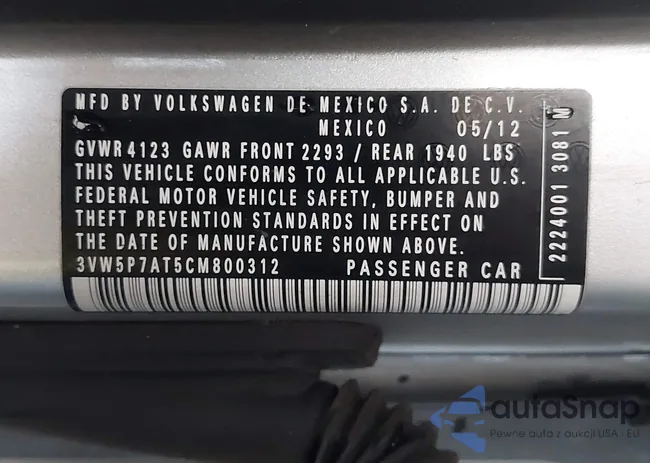 MFD BY VOLKSWAGEN DE MEXICO S.A. DE C.V.
MEXICO 05/12
GVWR 4123 GAWR FRONT 2293 / REAR 1940 LBS
THIS VEHICLE CONFORMS TO ALL APPLICABLE U.S.
FEDERAL MOTOR VEHICLE SAFETY, BUMPER AND
THEFT PREVENTION STANDARDS IN EFFECT ON
THE DATE OF MANUFACTURE SHOWN ABOVE.
3VW5P7AT5CM800312 PASSENGER CAR
2224001 3081 M
autoSnap
Pewne auta z aukcji USA - EU